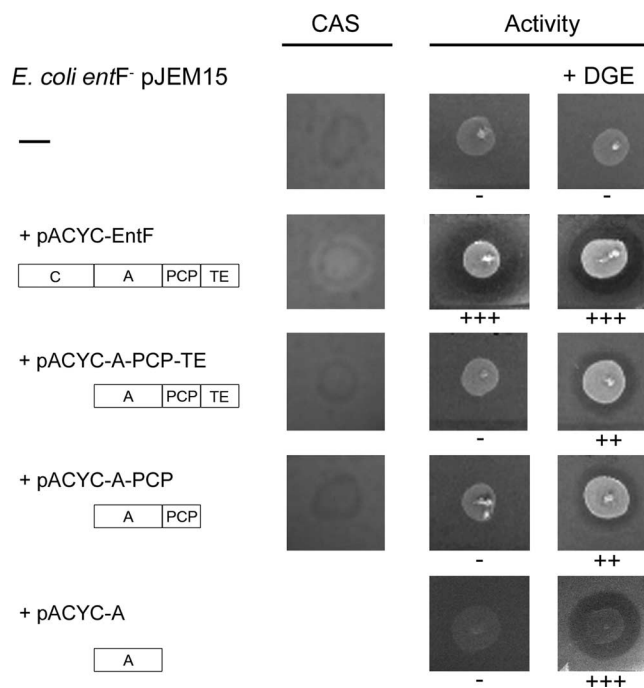 CAS Activity
E. coli entF- pJEM15 + DGE
- -
+ pACYC-EntF
C A PCP TE
+++ +++
+ pACYC-A-PCP-TE
A PCP TE
- ++
+ pACYC-A-PCP
A PCP
- ++
+ pACYC-A
A
- +++